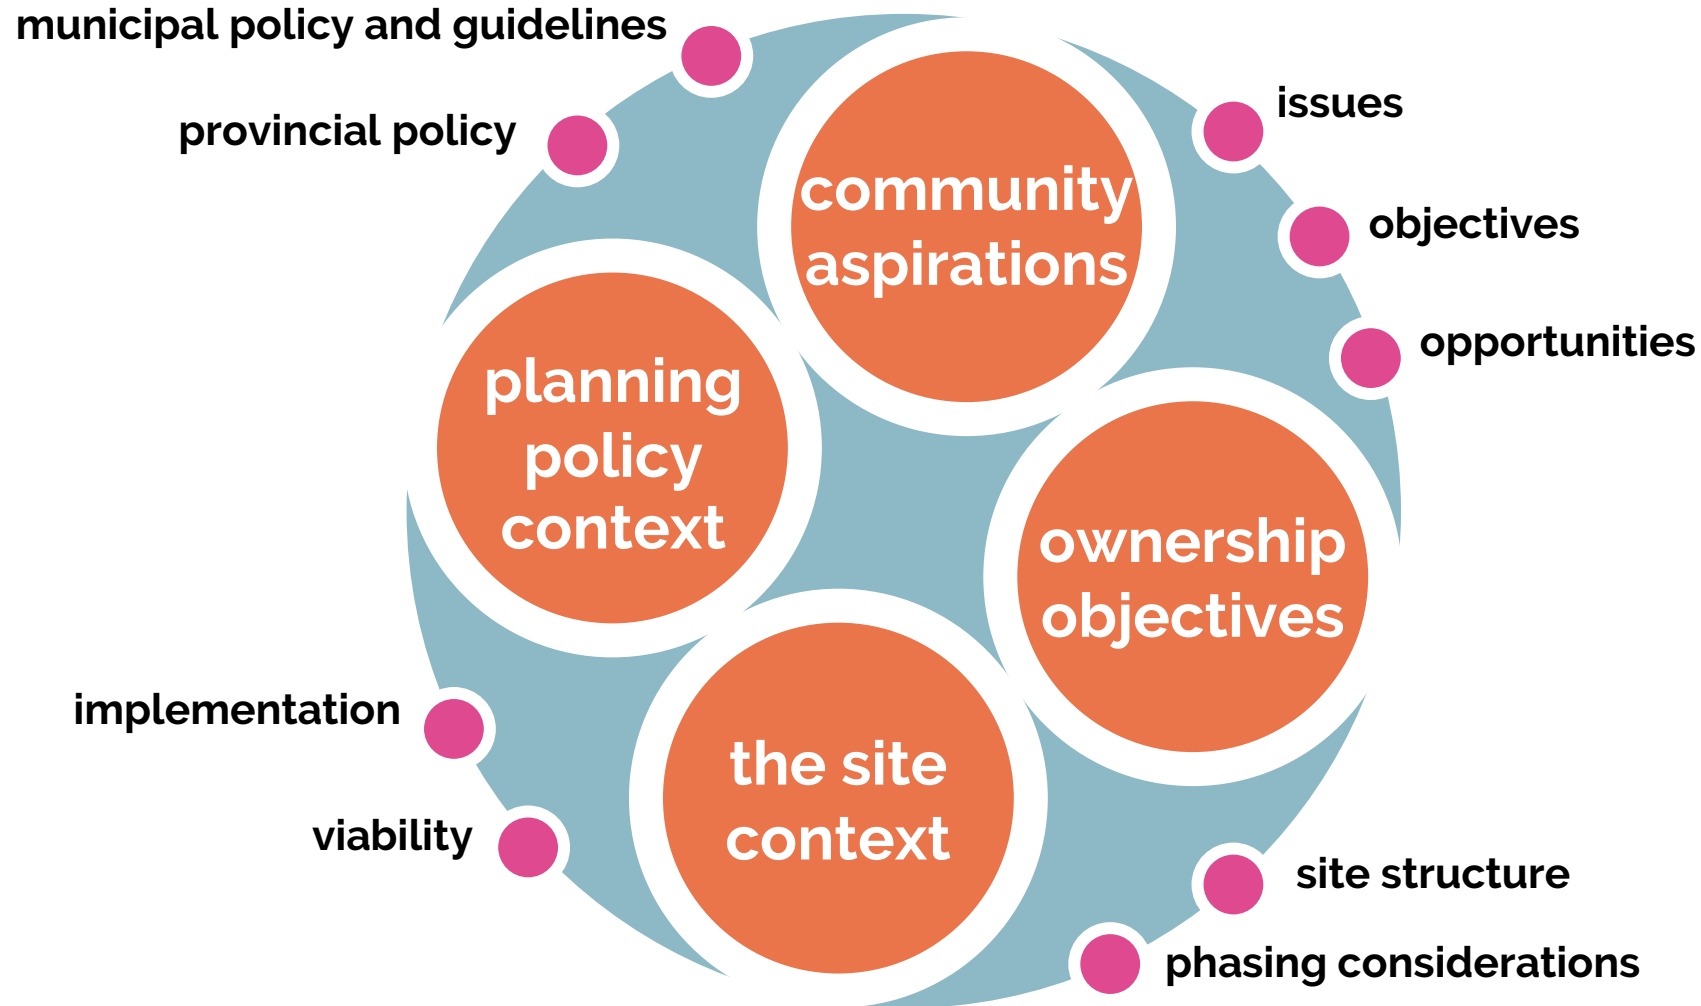 municipal policy and guidelines
provincial policy
issues
objectives
opportunities
community
aspirations
planning
policy
context
ownership
objectives
the site
context
implementation
viability
site structure
phasing considerations